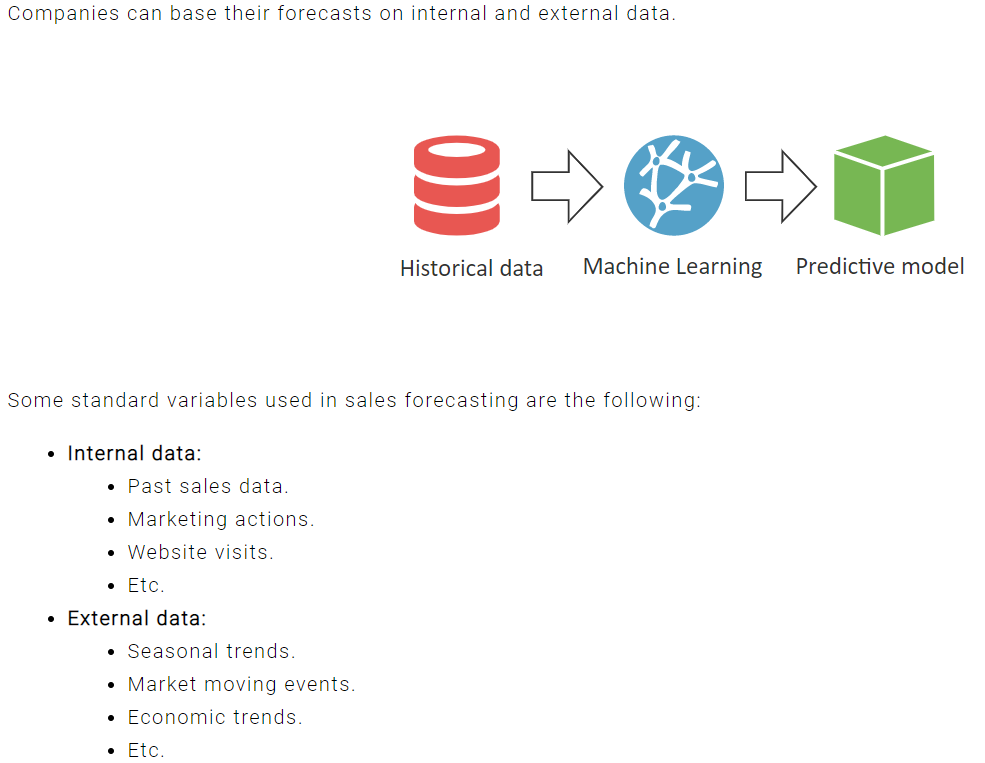 Companies can base their forecasts on internal and external data.
Historical data
Machine Learning
Predictive model
Some standard variables used in sales forecasting are the following:
Internal data:
Past sales data.
Marketing actions.
Website visits.
Etc.
External data:
Seasonal trends.
Market moving events.
Economic trends.
Etc.